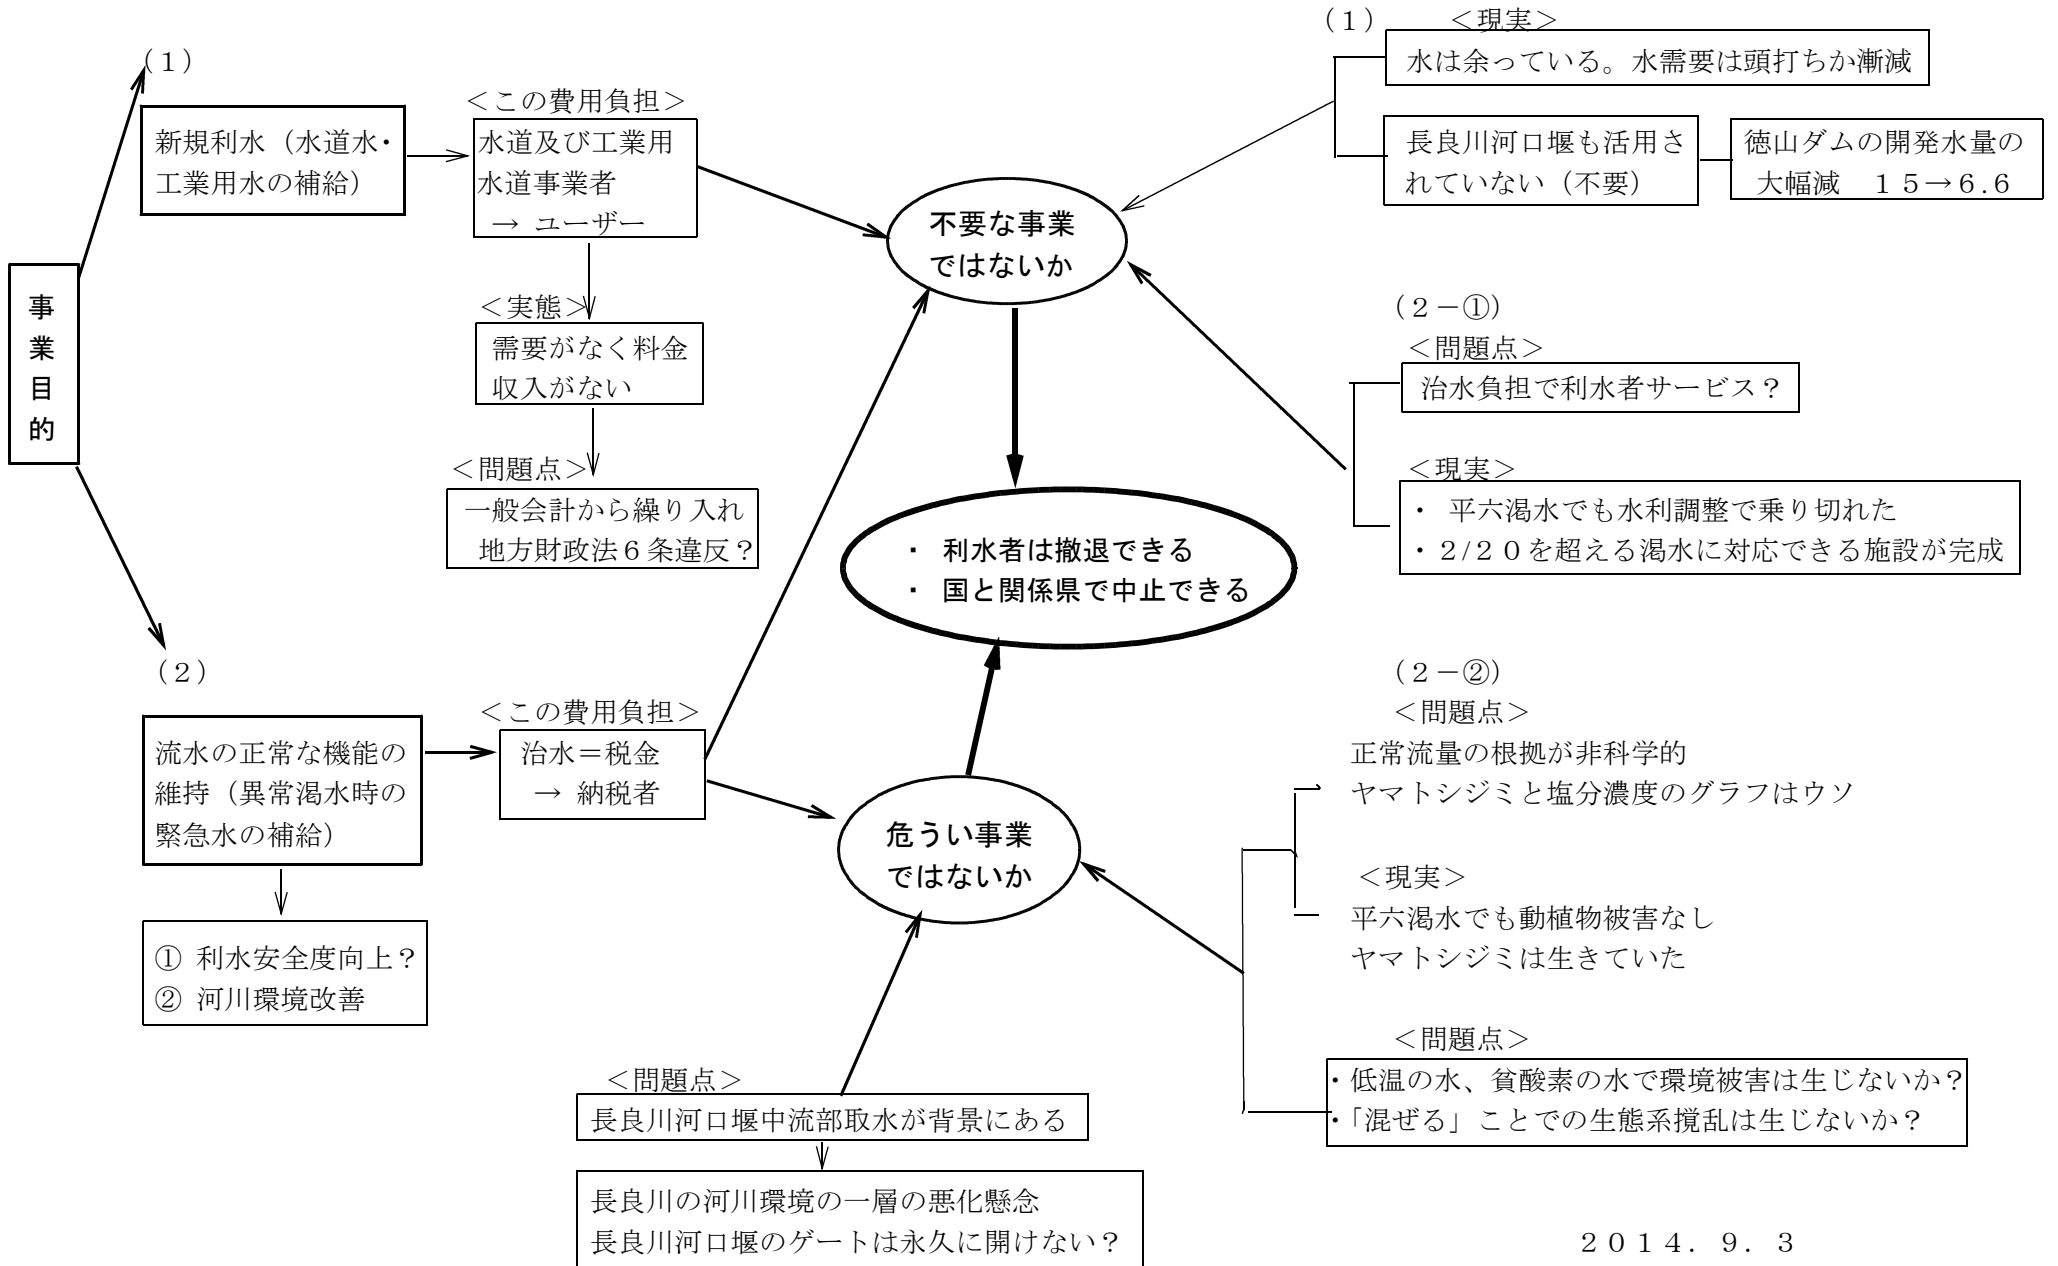 事
業
目
的
（１）
新規利水（水道水・
工業用水の補給）
＜この費用負担＞
水道及び工業用
水道事業者
→ ユーザー
＜実態＞
需要がなく料金
収入がない
＜問題点＞
一般会計から繰り入れ
地方財政法６条違反？
（２）
流水の正常な機能の
維持（異常渇水時の
緊急水の補給）
① 利水安全度向上？
② 河川環境改善
＜この費用負担＞
治水＝税金
→ 納税者
不要な事業
ではないか
・ 利水者は撤退できる
・ 国と関係県で中止できる
危うい事業
ではないか
＜問題点＞
長良川河口堰中流部取水が背景にある
長良川の河川環境の一層の悪化懸念
長良川河口堰のゲートは永久に開けない？
（１）
＜現実＞
水は余っている。水需要は頭打ちか漸減
長良川河口堰も活用さ
れていない（不要）
徳山ダムの開発水量の
大幅減　１５→６.６
（２－①）
＜問題点＞
治水負担で利水者サービス？
＜現実＞
・ 平六渇水でも水利調整で乗り切れた
・２/２０を超える渇水に対応できる施設が完成
（２－②）
＜問題点＞
正常流量の根拠が非科学的
ヤマトシジミと塩分濃度のグラフはウソ
＜現実＞
平六渇水でも動植物被害なし
ヤマトシジミは生きていた
＜問題点＞
・低温の水、貧酸素の水で環境被害は生じないか？
・「混ぜる」ことでの生態系撹乱は生じないか？
２０１４．９．３